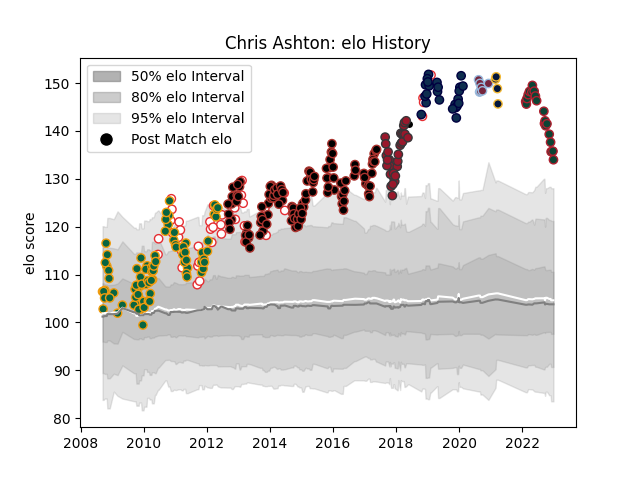 Chris Ashton: elo History
50% elo Interval
80% elo Interval
95% elo Interval
Post Match elo
elo score
150
140
130
120
110
100
90
80
2008
2010
2012
2014
2016
2018
2020
2022